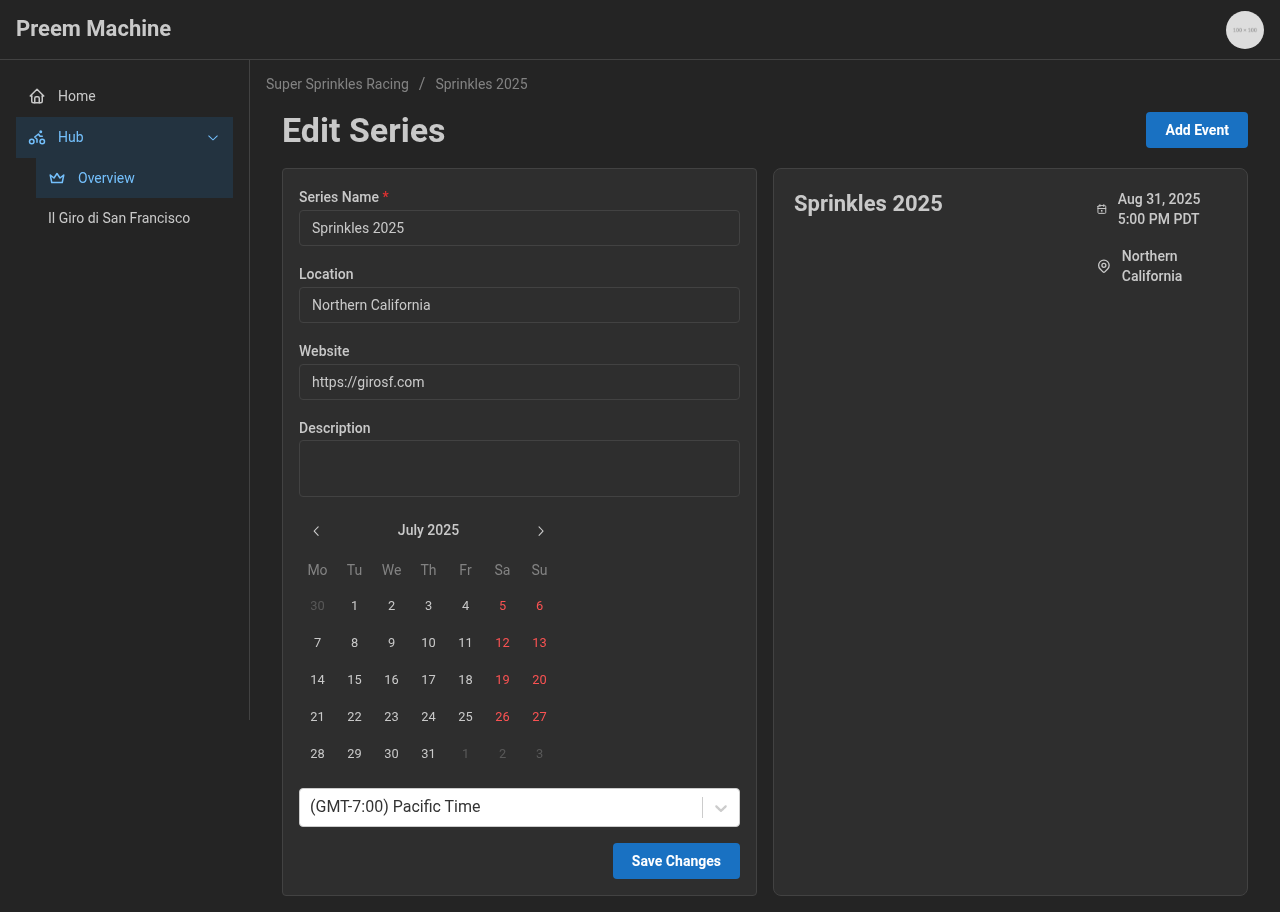 Preem Machine
100 × 100
Home
Hub
Overview
Il Giro di San Francisco
Super Sprinkles Racing / Sprinkles 2025
Edit Series
Add Event
Series Name *
Sprinkles 2025
Location
Northern California
Website
https://girosf.com
Description
July 2025
Mo Tu We Th Fr Sa Su
30 1 2 3 4 5 6
7 8 9 10 11 12 13
14 15 16 17 18 19 20
21 22 23 24 25 26 27
28 29 30 31 1 2 3
(GMT-7:00) Pacific Time
Save Changes
Sprinkles 2025
Aug 31, 2025
5:00 PM PDT
Northern
California